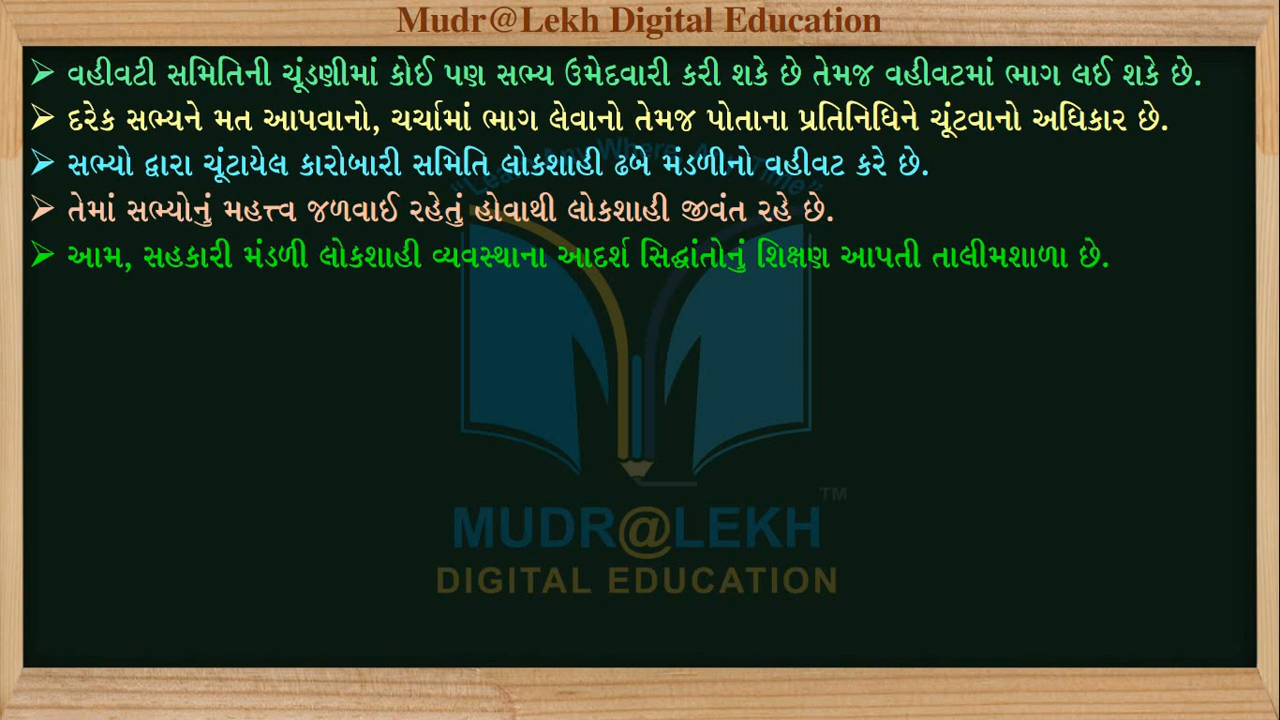 Mudr@Lekh Digital Education
➢ વહીવટી સમિતિની ચૂંડણીમાં કોઈ પણ સભ્ય ઉમેદવારી કરી શકે છે તેમજ વહીવટમાં ભાગ લઈ શકે છે.
➢ દરેક સભ્યને મત આપવાનો, ચર્ચામાં ભાગ લેવાનો તેમજ પોતાના પ્રતિનિધિને ચૂંટવાનો અધિકાર છે.
➢ સભ્યો દ્વારા ચૂંટાયેલ કારોબારી સમિતિ લોકશાહી ઢબે મંડળીનો વહીવટ કરે છે.
➢ તેમાં સભ્યોનું મહત્ત્વ જળવાઈ રહેતું હોવાથી લોકશાહી જીવંત રહે છે.
➢ આમ, સહકારી મંડળી લોકશાહી વ્યવસ્થાના આદર્શ સિદ્ધાંતોનું શિક્ષણ આપતી તાલીમશાળા છે.
TM
MUDR@LEKH
DIGITAL EDUCATION